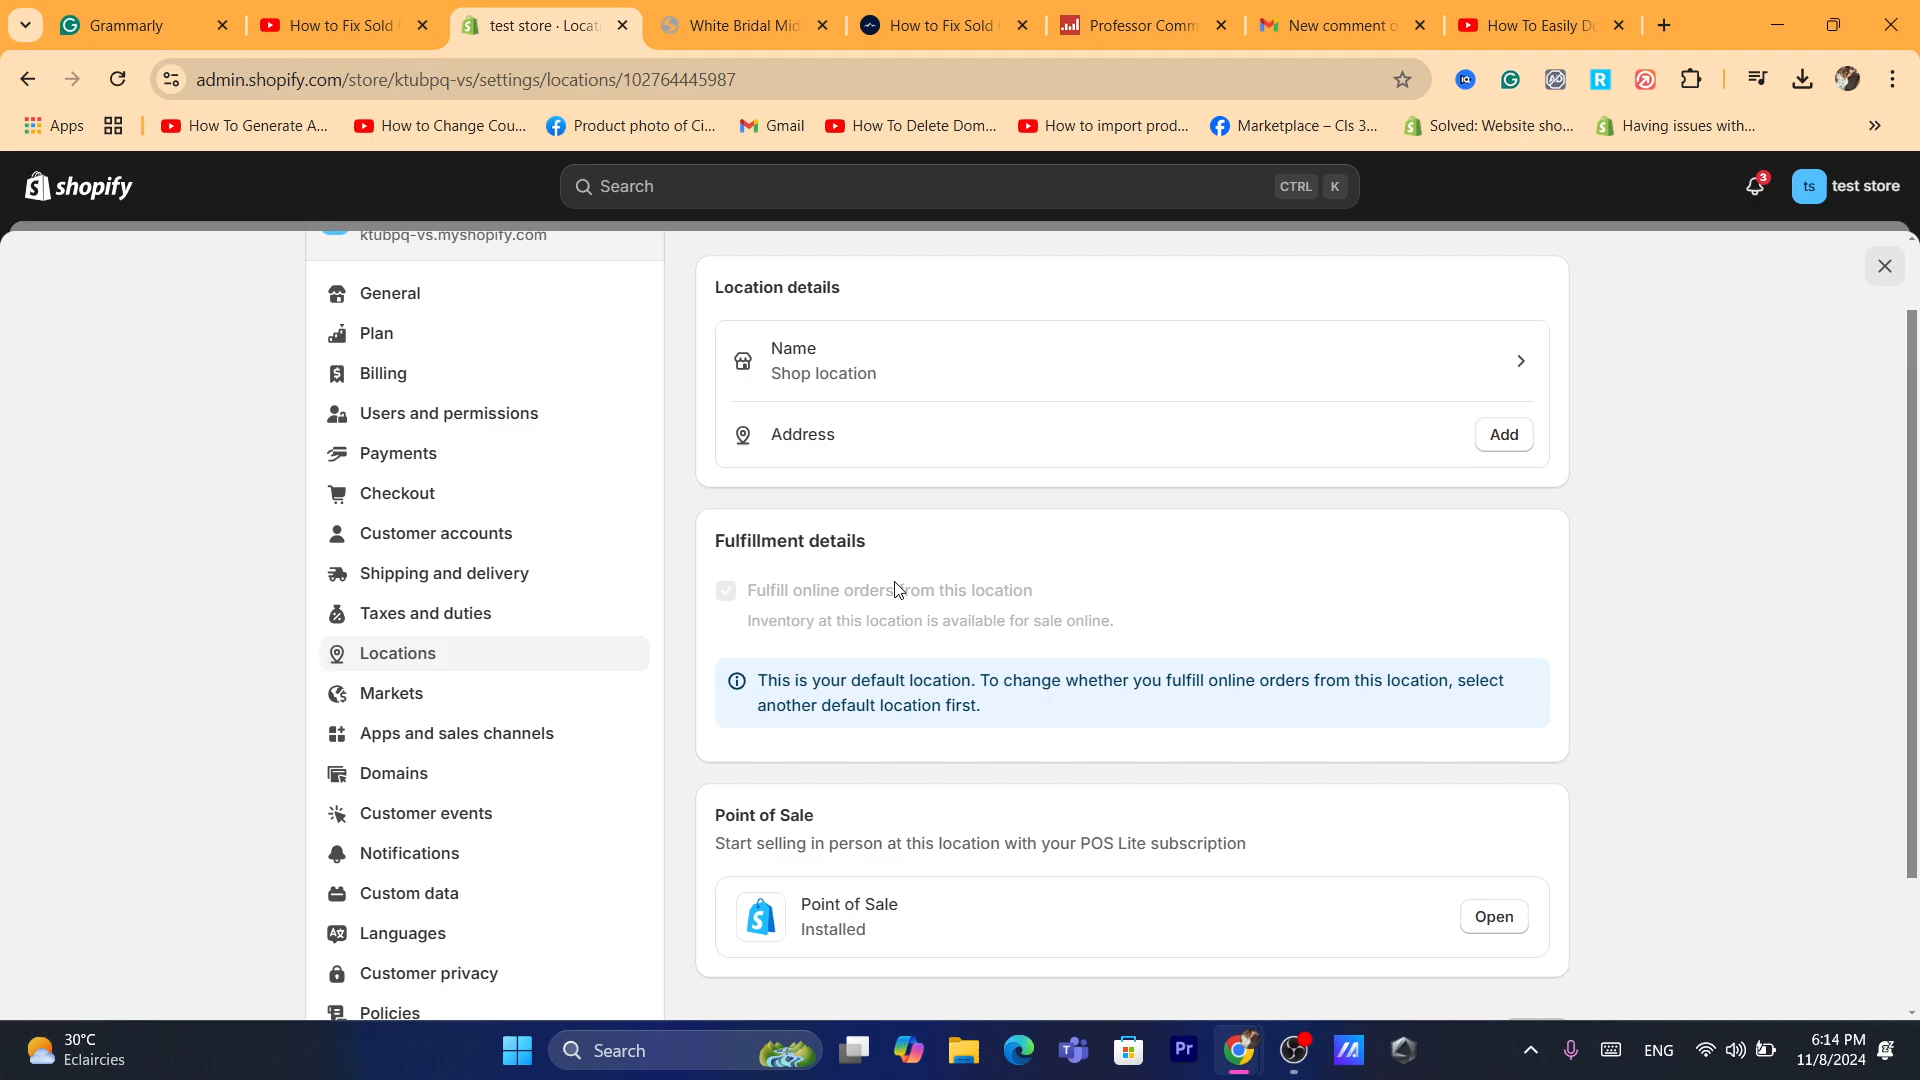 Grammarly
How to Fix Sold
test store · Locati
White Bridal Mid
How to Fix Sold
Professor Comm
New comment o
How To Easily D
admin.shopify.com/store/ktubpq-vs/settings/locations/102764445987
Apps
How To Generate A...
How to Change Cou...
Product photo of Ci...
Gmail
How To Delete Dom...
How to import prod...
Marketplace – Cls 3...
Solved: Website sho...
Having issues with...
shopify
Search
CTRL K
3
ts
test store
ktubpq-vs.myshopify.com
General
Plan
Billing
Users and permissions
Payments
Checkout
Customer accounts
Shipping and delivery
Taxes and duties
Locations
Markets
Apps and sales channels
Domains
Customer events
Notifications
Custom data
Languages
Customer privacy
Policies
Location details
Name
Shop location
Address
Add
Fulfillment details
Fulfill online orders from this location
Inventory at this location is available for sale online.
This is your default location. To change whether you fulfill online orders from this location, select
another default location first.
Point of Sale
Start selling in person at this location with your POS Lite subscription
Point of Sale
Installed
Open
30°C
Eclaircies
Search
Pr
ENG
6:14 PM
11/8/2024